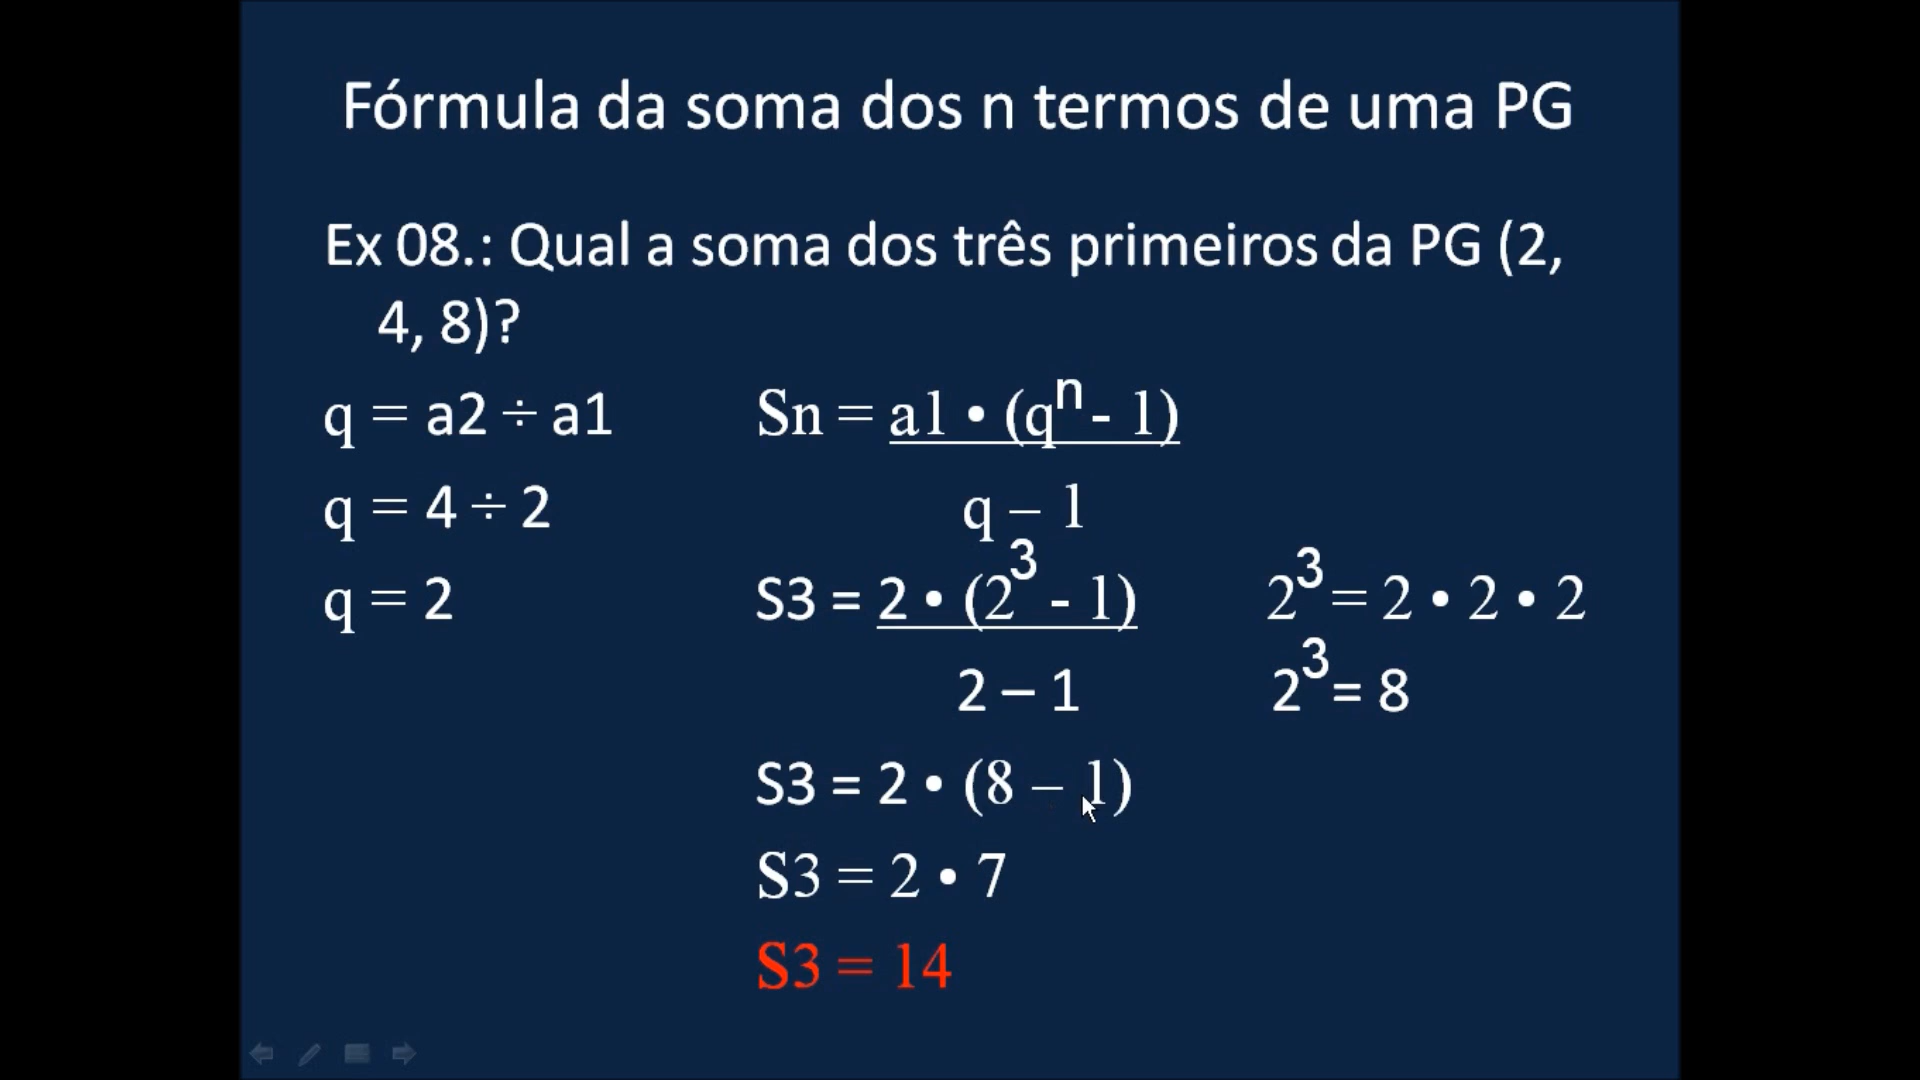 Fórmula da soma dos n termos de uma PG
Ex 08.: Qual a soma dos três primeiros da PG (2,
4, 8)?
q = a2 ÷ a1
q = 4 ÷ 2
q = 2
Sn = a1 • (qⁿ - 1)
q – 1
S3 = 2 • (2³ - 1)
2 – 1
S3 = 2 • (8 – 1)
S3 = 2 • 7
S3 = 14
2³ = 2 • 2 • 2
2³ = 8